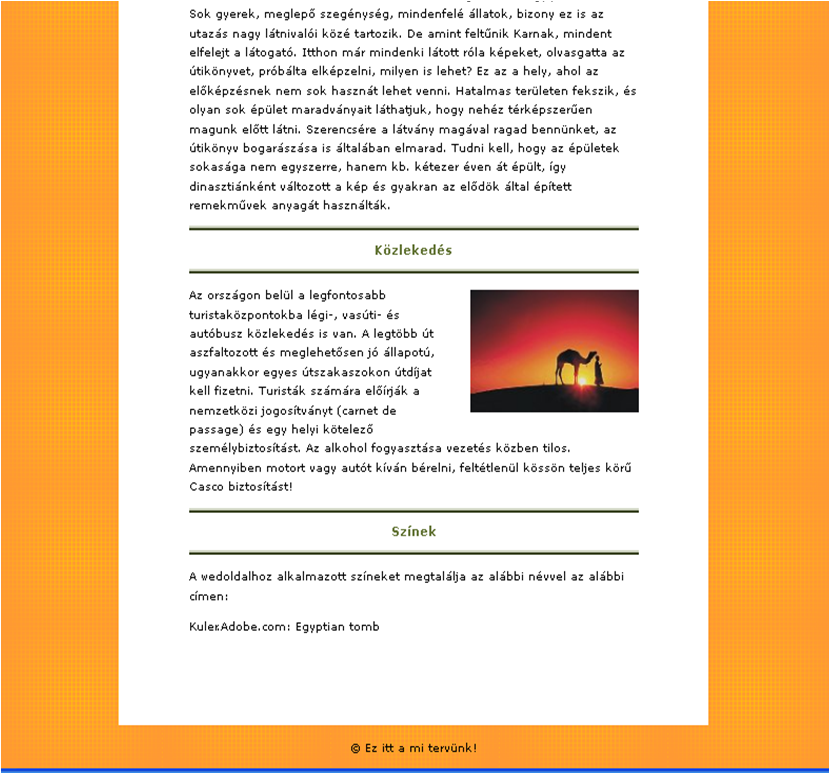 Sok gyerek, meglepő szegénység, mindenfelé állatok, bizony ez is az
utazás nagy látnivalói közé tartozik. De amint feltűnik Karnak, mindent
elfelejt a látogató. Itthon már mindenki látott róla képeket, olvasgatta az
útikönyvet, próbálta elképzelni, milyen is lehet? Ez az a hely, ahol az
előképzésnek nem sok hasznát lehet venni. Hatalmas területen fekszik, és
olyan sok épület maradványait láthatjuk, hogy nehéz térképszerűen
magunk előtt látni. Szerencsére a látvány magával ragad bennünket, az
útikönyv bogarászása is általában elmarad. Tudni kell, hogy az épületek
sokasága nem egyszerre, hanem kb. kétezer éven át épült, így
dinasztiánként változott a kép és gyakran az elődök által épített
remekművek anyagát használták.
Közlekedés
Az országon belül a legfontosabb
turistaközpontokba légi-, vasúti- és
autóbusz közlekedés is van. A legtöbb út
aszfaltozott és meglehetősen jó állapotú,
ugyanakkor egyes útszakaszokon útdíjat
kell fizetni. Turisták számára előírják a
nemzetközi jogosítványt (carnet de
passage) és egy helyi kötelező
személybiztosítást. Az alkohol fogyasztása vezetés közben tilos.
Amennyiben motort vagy autót kíván bérelni, feltétlenül kössön teljes körű
Casco biztosítást!
Színek
A wedoldalhoz alkalmazott színeket megtalálja az alábbi névvel az alábbi
címen:
Kuler.Adobe.com: Egyptian tomb
© Ez itt a mi tervünk!